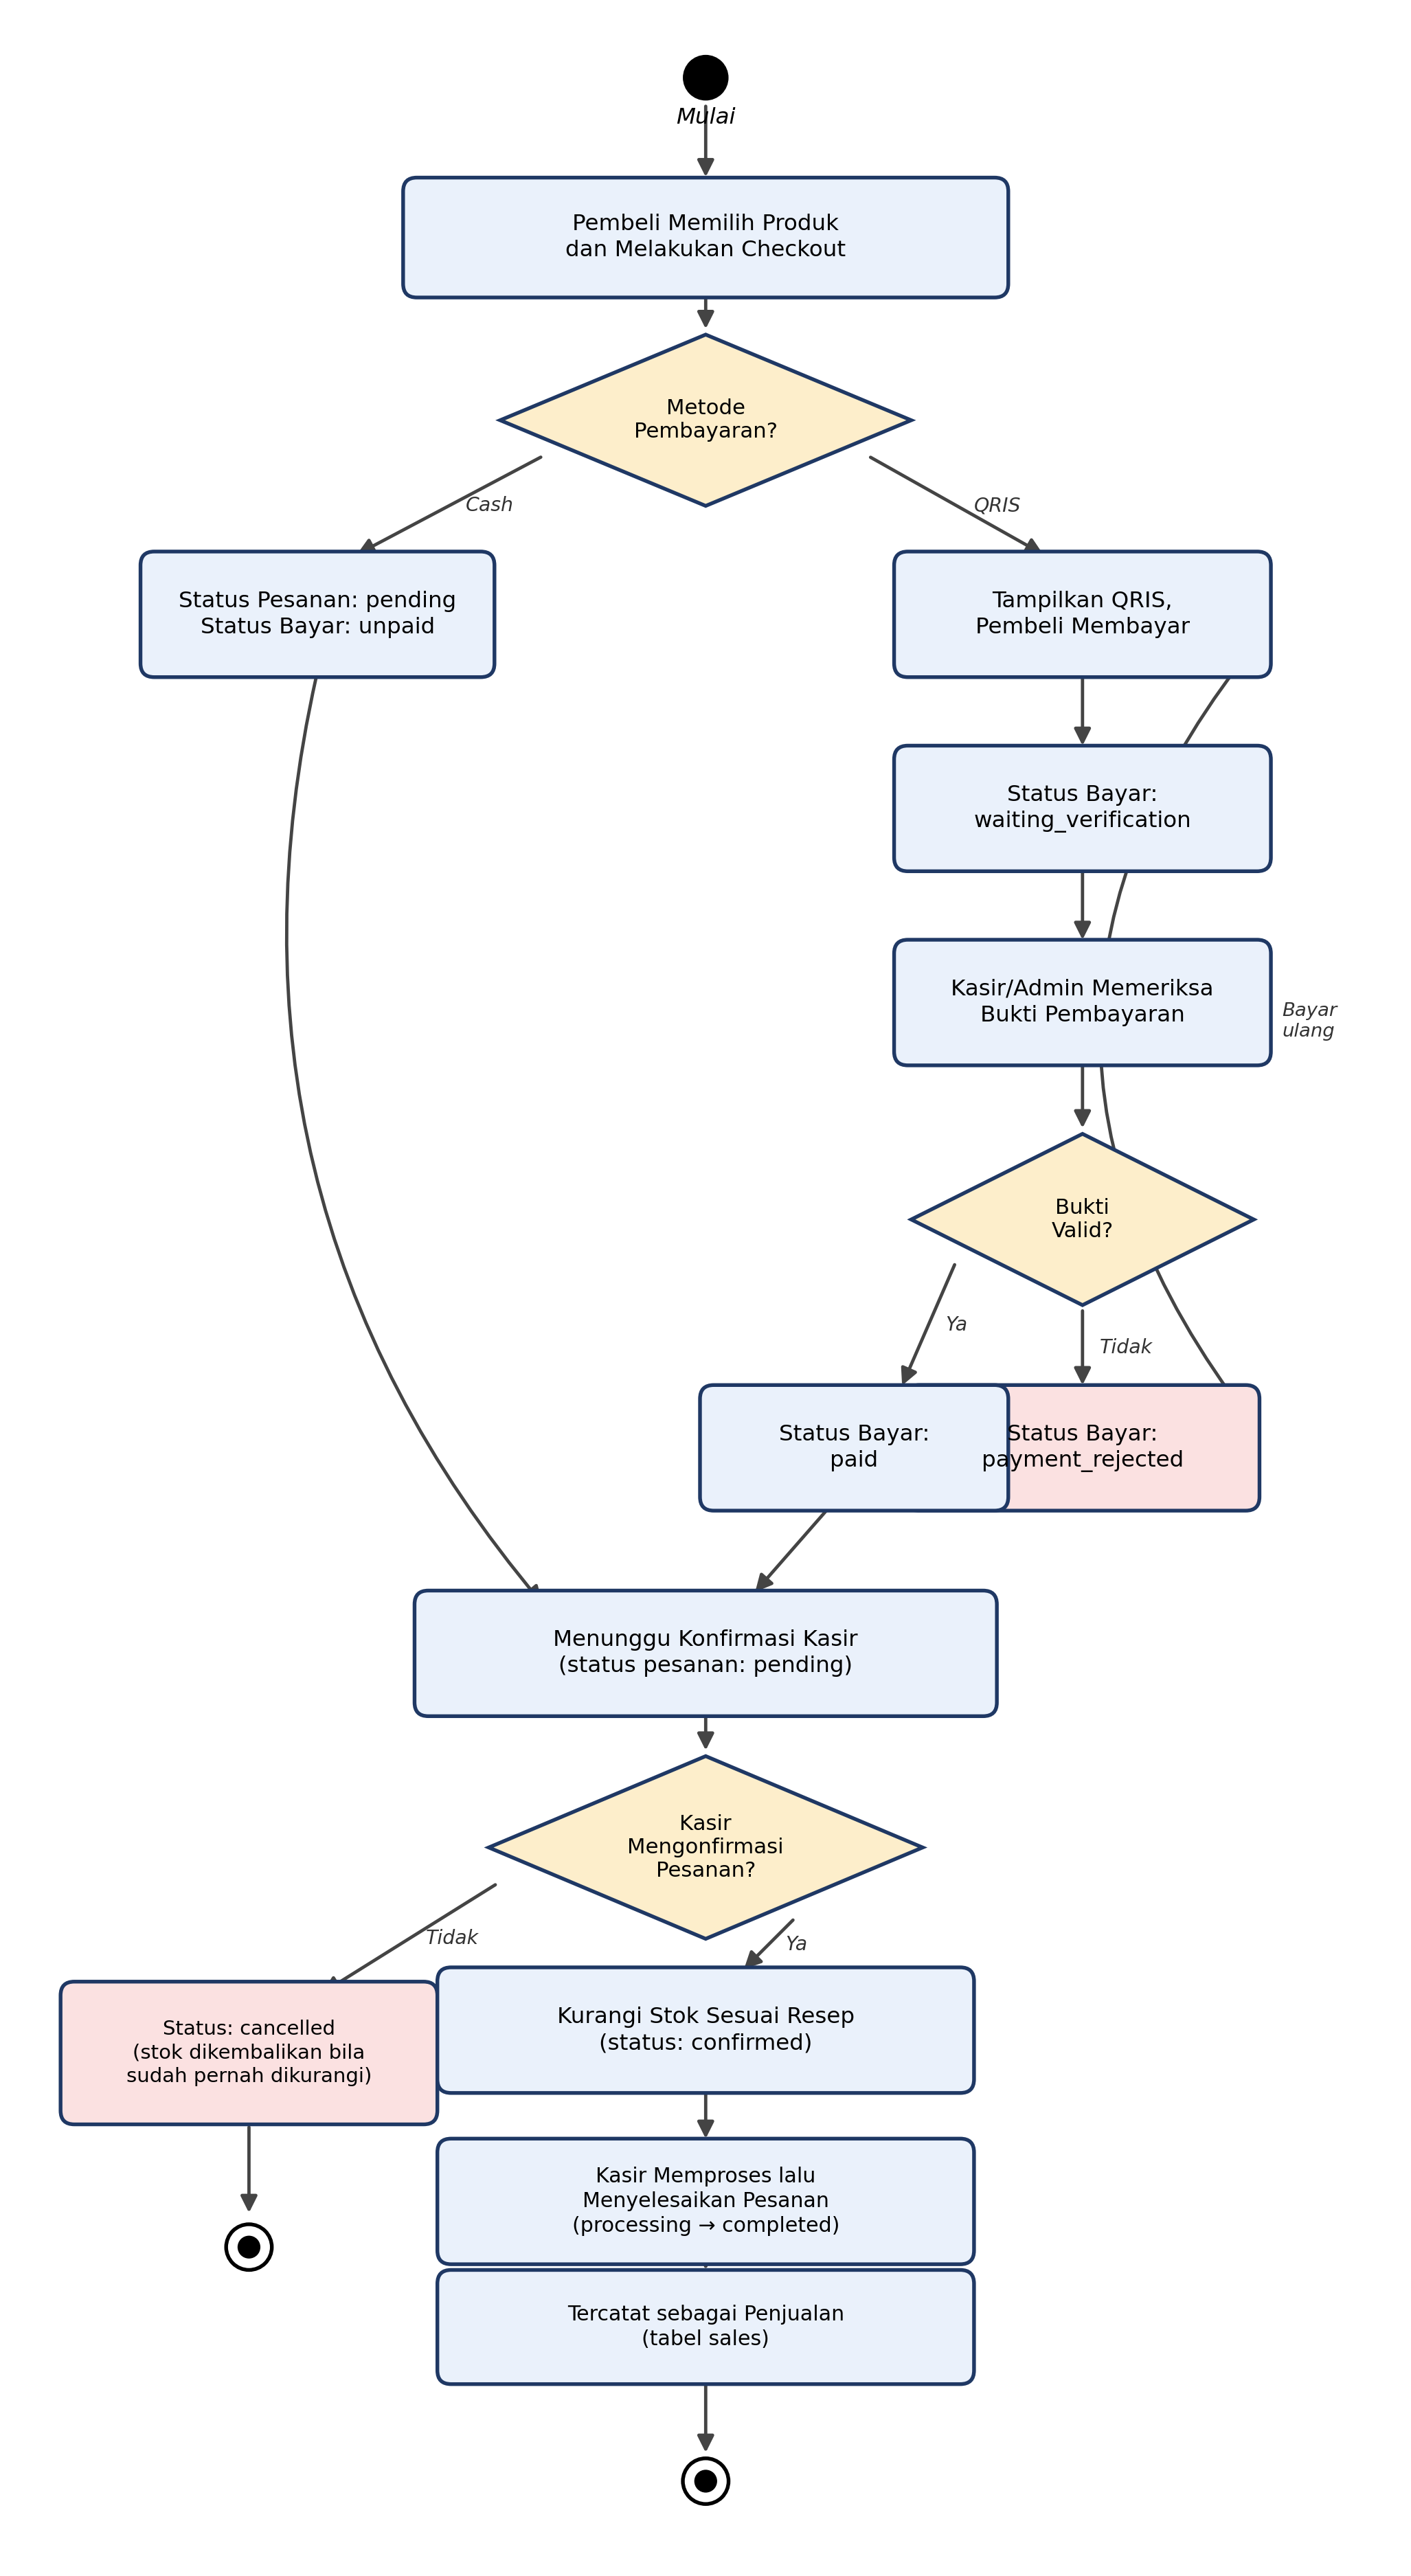 Mulai
Pembeli Memilih Produk
dan Melakukan Checkout
Metode
Pembayaran?
Cash
QRIS
Status Pesanan: pending
Status Bayar: unpaid
Tampilkan QRIS,
Pembeli Membayar
Status Bayar:
waiting_verification
Kasir/Admin Memeriksa
Bukti Pembayaran
Bayar
ulang
Bukti
Valid?
Ya
Tidak
Status Bayar:
paid
Status Bayar:
payment_rejected
Menunggu Konfirmasi Kasir
(status pesanan: pending)
Kasir
Mengonfirmasi
Pesanan?
Tidak
Ya
Status: cancelled
(stok dikembalikan bila
sudah pernah dikurangi)
Kurangi Stok Sesuai Resep
(status: confirmed)
Kasir Memproses lalu
Menyelesaikan Pesanan
(processing → completed)
Tercatat sebagai Penjualan
(tabel sales)